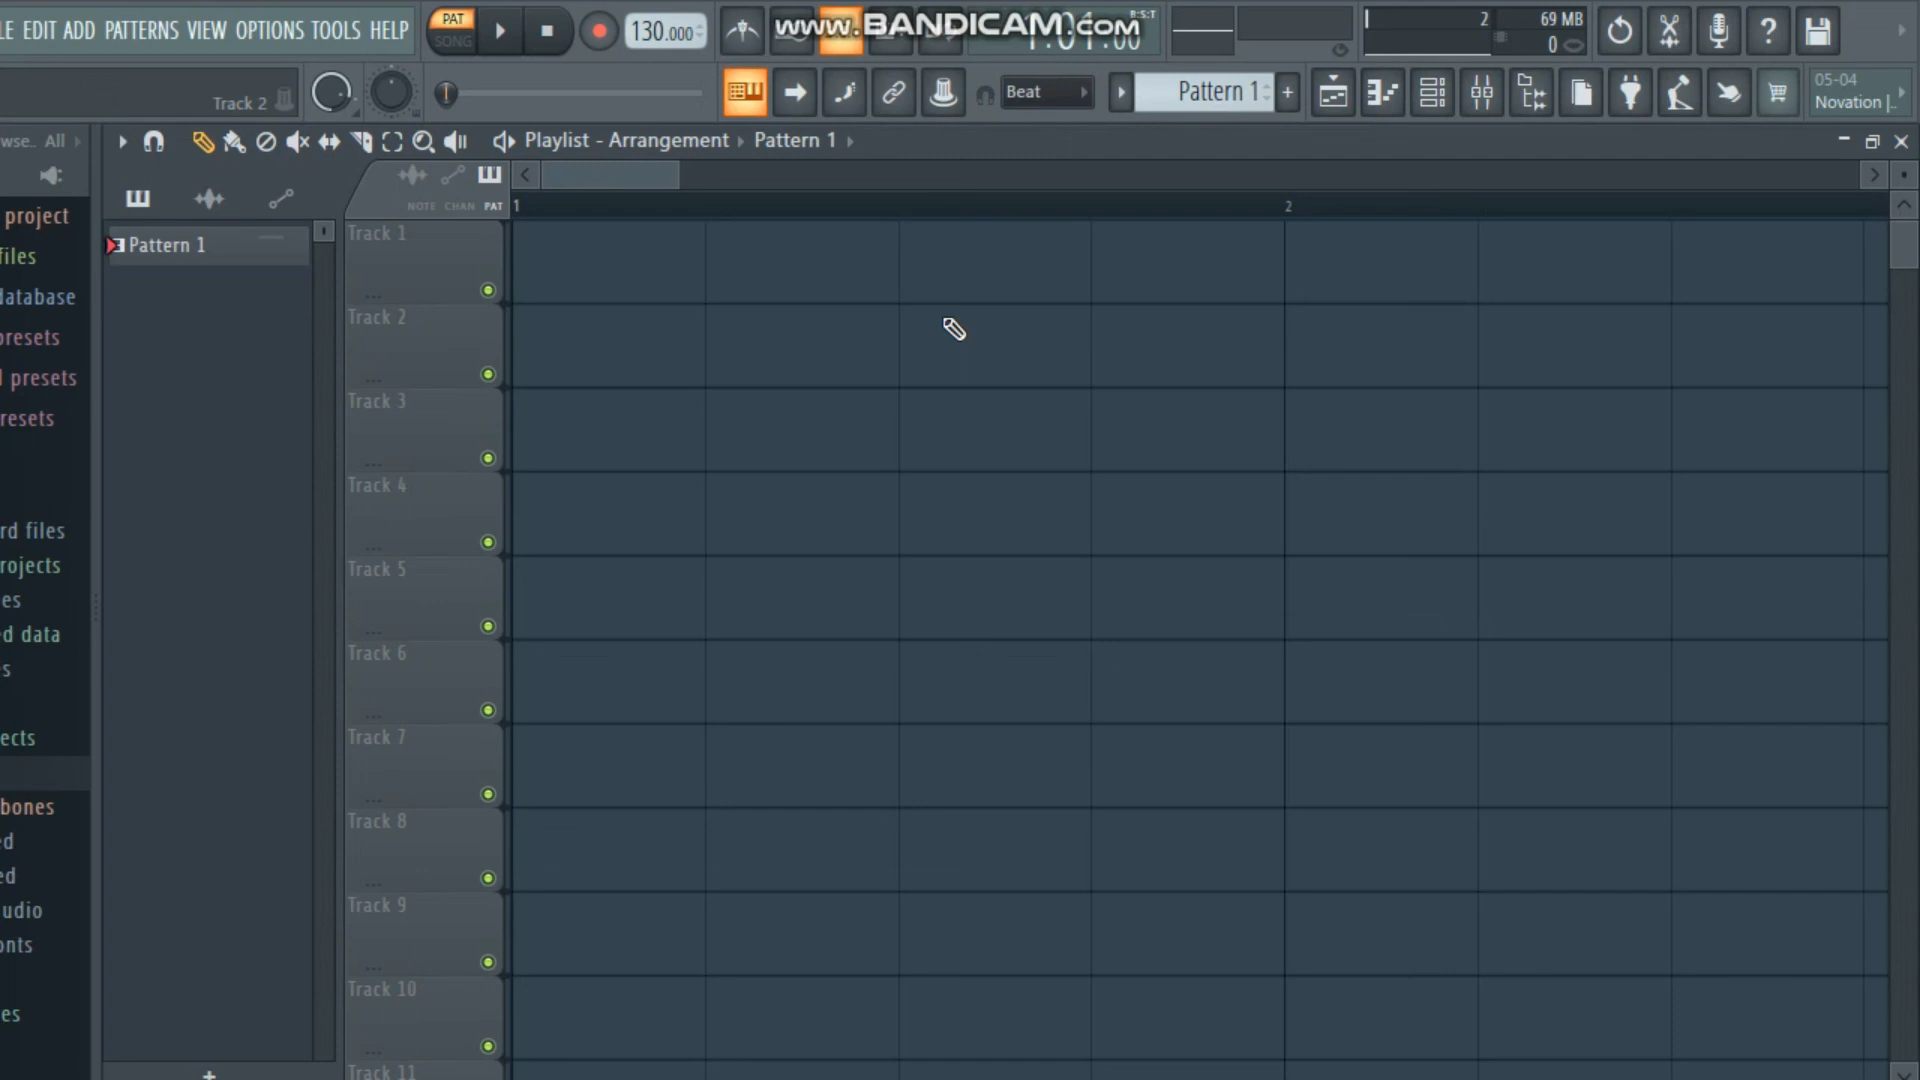 LE EDIT ADD PATTERNS VIEW OPTIONS TOOLS HELP
PAT
SONG
130.000
www.BANDICAM.com
B:S:T
2
69 MB
0
Track 2
Beat
Pattern 1
+
05-04
Novation |..
wse.. All
Playlist - Arrangement
Pattern 1
NOTE CHAN PAT
1
2
project
files
database
presets
l presets
resets
rd files
rojects
es
ed data
s
ects
bones
ed
ed
udio
onts
es
Pattern 1
+
Track 1
Track 2
Track 3
Track 4
Track 5
Track 6
Track 7
Track 8
Track 9
Track 10
Track 11